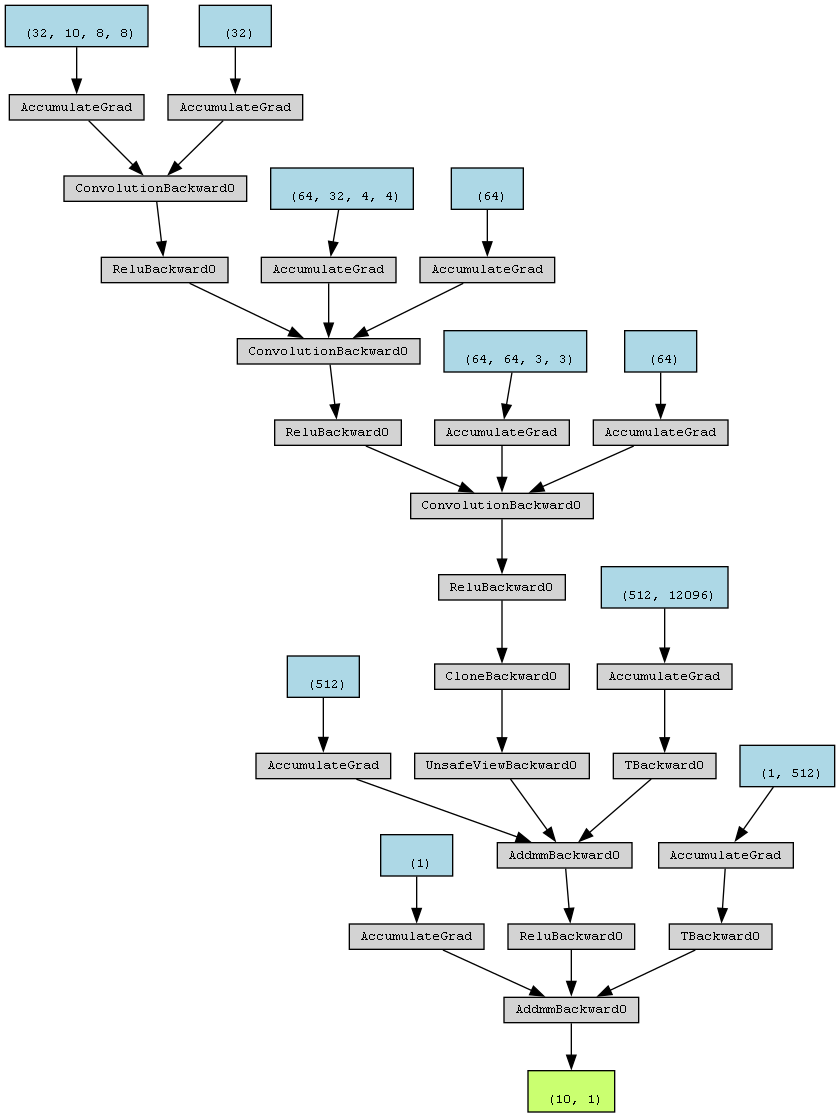 (32, 10, 8, 8)
(32)
AccumulateGrad
AccumulateGrad
ConvolutionBackward0
(64, 32, 4, 4)
(64)
ReluBackward0
AccumulateGrad
AccumulateGrad
ConvolutionBackward0
(64, 64, 3, 3)
(64)
ReluBackward0
AccumulateGrad
AccumulateGrad
ConvolutionBackward0
ReluBackward0
(512, 12096)
CloneBackward0
AccumulateGrad
(512)
AccumulateGrad
UnsafeViewBackward0
TBackward0
(1, 512)
AddmmBackward0
AccumulateGrad
(1)
AccumulateGrad
ReluBackward0
TBackward0
AddmmBackward0
(10, 1)